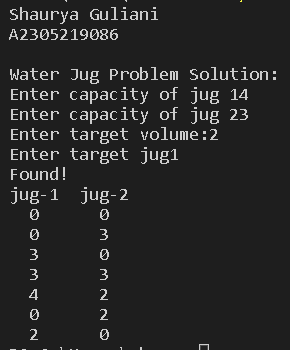 Shaurya Guliani
A2305219086
Water Jug Problem Solution:
Enter capacity of jug 14
Enter capacity of jug 23
Enter target volume:2
Enter target jug1
Found!
jug-1 jug-2
0 0
0 3
3 0
3 3
4 2
0 2
2 0